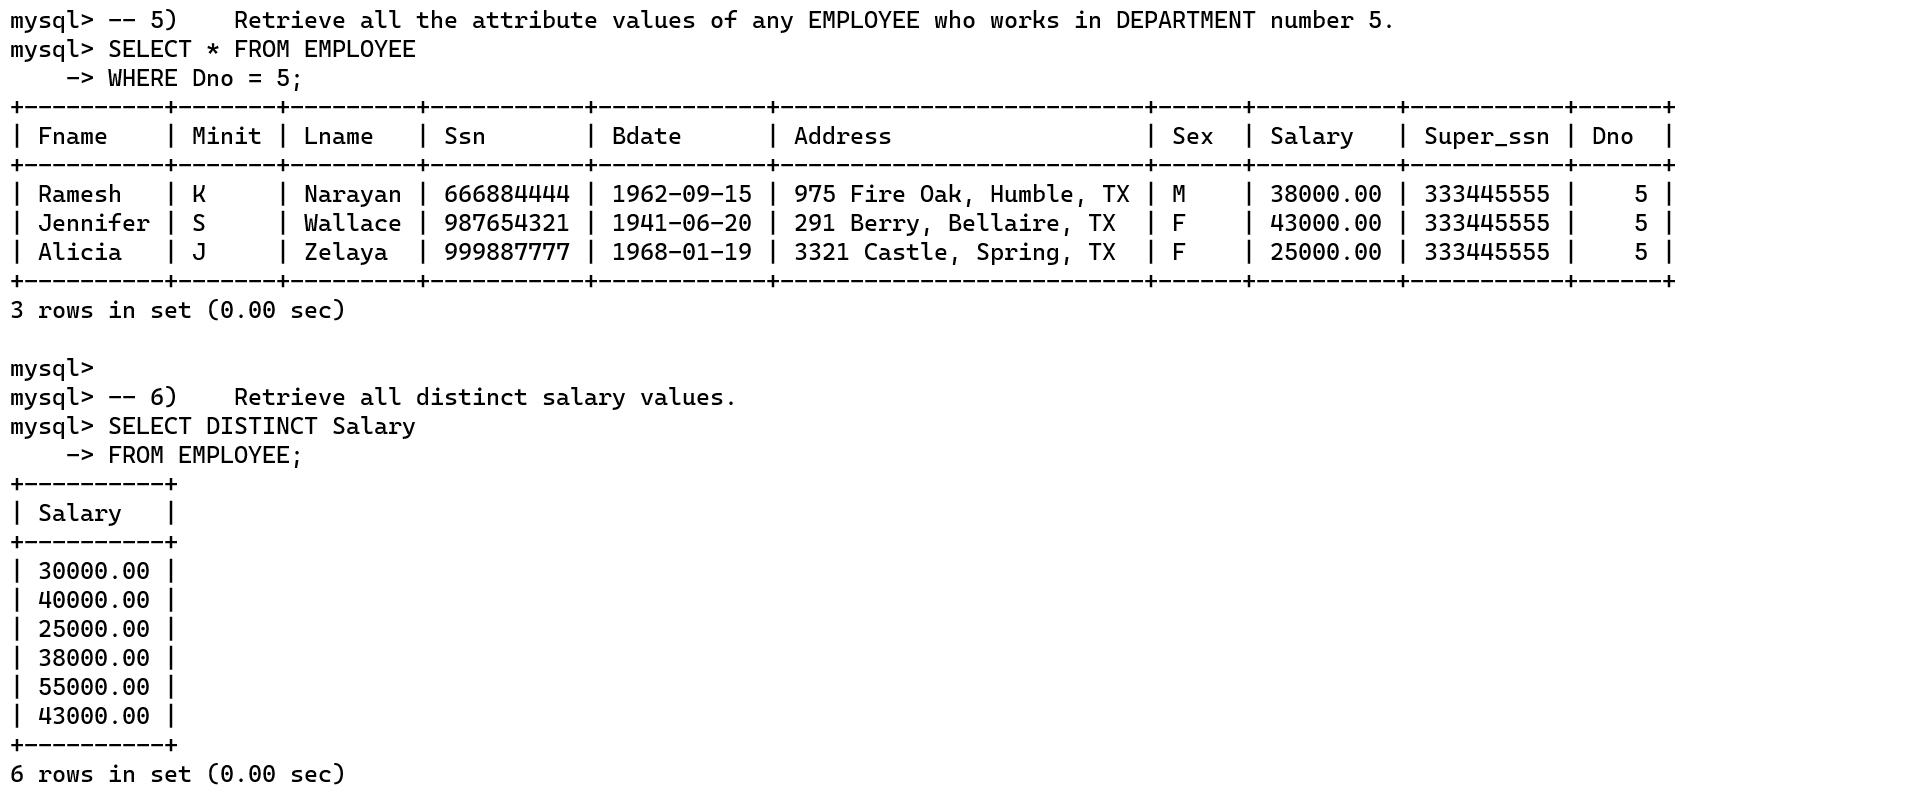 mysql> -- 5)    Retrieve all the attribute values of any EMPLOYEE who works in DEPARTMENT number 5.
mysql> SELECT * FROM EMPLOYEE
    -> WHERE Dno = 5;
+----------+-------+---------+-----------+------------+--------------------------+------+----------+-----------+------+
| Fname    | Minit | Lname   | Ssn       | Bdate      | Address                  | Sex  | Salary   | Super_ssn | Dno  |
+----------+-------+---------+-----------+------------+--------------------------+------+----------+-----------+------+
| Ramesh   | K     | Narayan | 666884444 | 1962-09-15 | 975 Fire Oak, Humble, TX | M    | 38000.00 | 333445555 |    5 |
| Jennifer | S     | Wallace | 987654321 | 1941-06-20 | 291 Berry, Bellaire, TX  | F    | 43000.00 | 333445555 |    5 |
| Alicia   | J     | Zelaya  | 999887777 | 1968-01-19 | 3321 Castle, Spring, TX  | F    | 25000.00 | 333445555 |    5 |
+----------+-------+---------+-----------+------------+--------------------------+------+----------+-----------+------+
3 rows in set (0.00 sec)

mysql>
mysql> -- 6)    Retrieve all distinct salary values.
mysql> SELECT DISTINCT Salary
    -> FROM EMPLOYEE;
+----------+
| Salary   |
+----------+
| 30000.00 |
| 40000.00 |
| 25000.00 |
| 38000.00 |
| 55000.00 |
| 43000.00 |
+----------+
6 rows in set (0.00 sec)